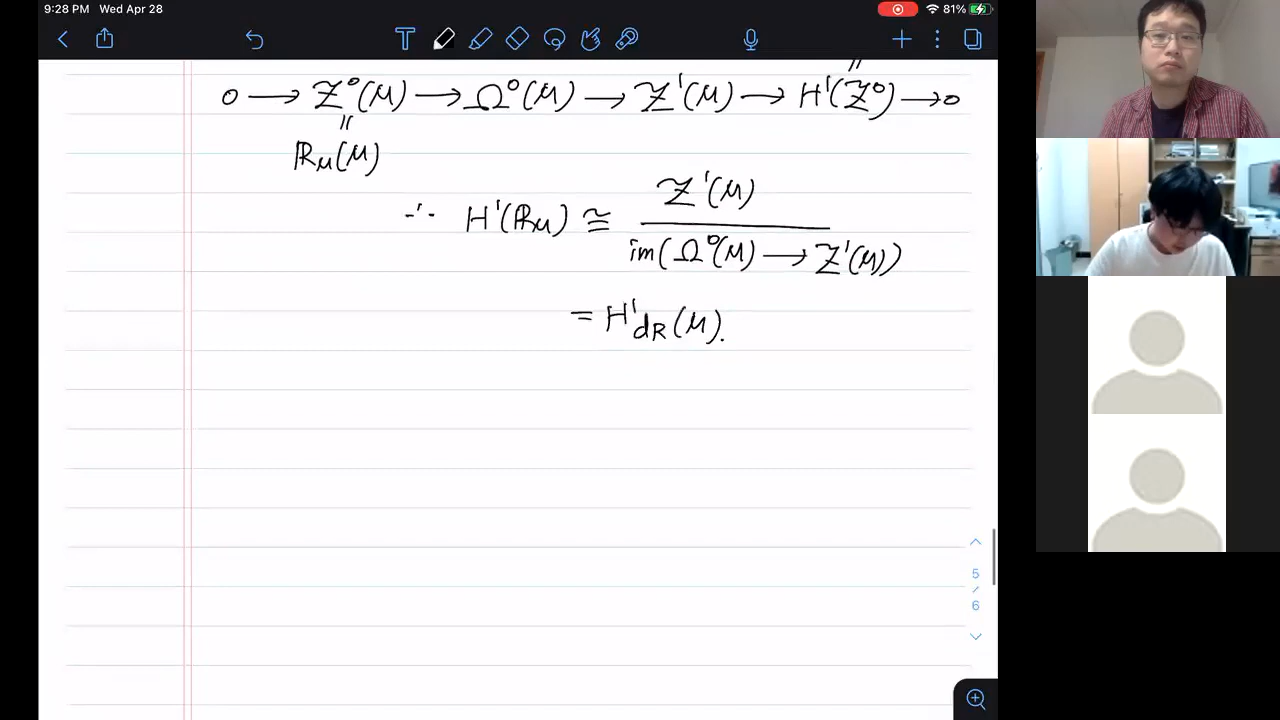 9:28 PM Wed Apr 28
81%
0 → Z⁰(M) → Ω⁰(M) → Z¹(M) → H¹(Z⁰) → 0
=
ℝ_M(M)
∴ H¹(ℝ_M) ≅ Z¹(M) / im(Ω⁰(M) → Z¹(M))
= H¹_dR(M).
5
/
6